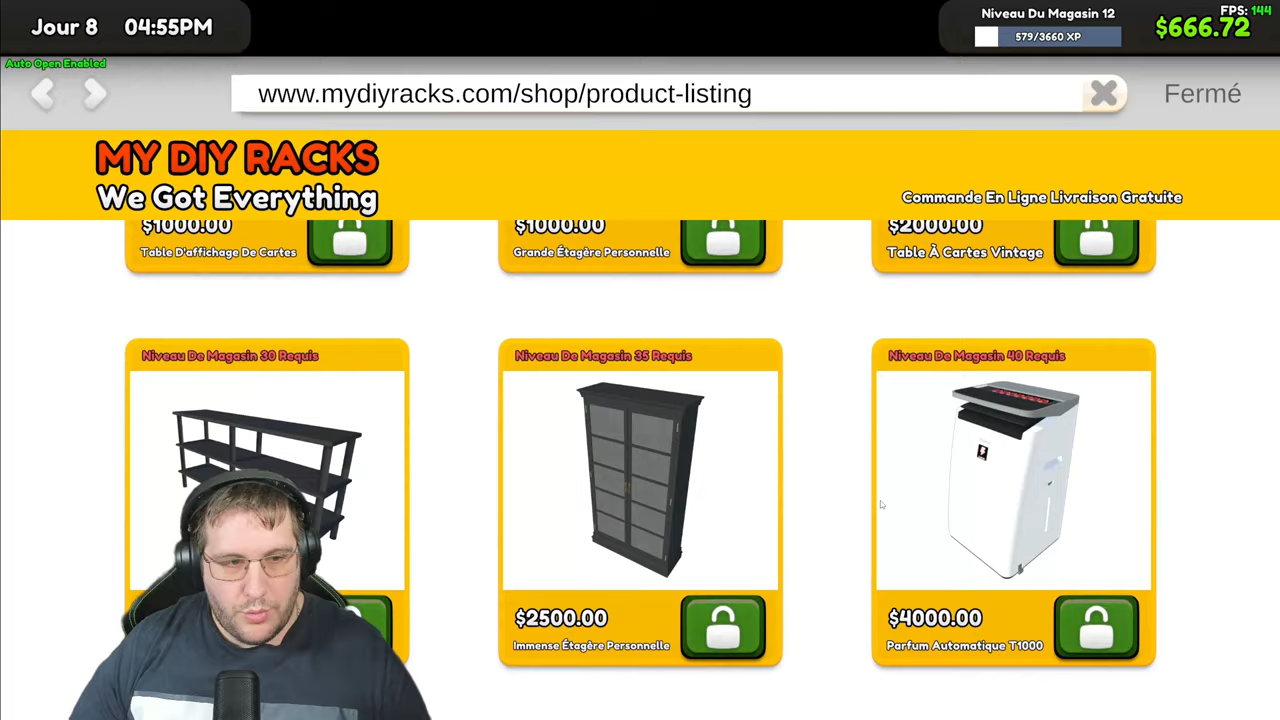 Jour 8 04:55PM
Niveau Du Magasin 12
FPS: 144
579/3660 XP
$666.72
Auto Open Enabled
www.mydiyracks.com/shop/product-listing
Fermé
MY DIY RACKS
We Got Everything
Commande En Ligne Livraison Gratuite
$1000.00
Table D'affichage De Cartes
$1000.00
Grande Étagère Personnelle
$2000.00
Table À Cartes Vintage
Niveau De Magasin 30 Requis
Niveau De Magasin 35 Requis
$2500.00
Immense Étagère Personnelle
Niveau De Magasin 40 Requis
$4000.00
Parfum Automatique T1000